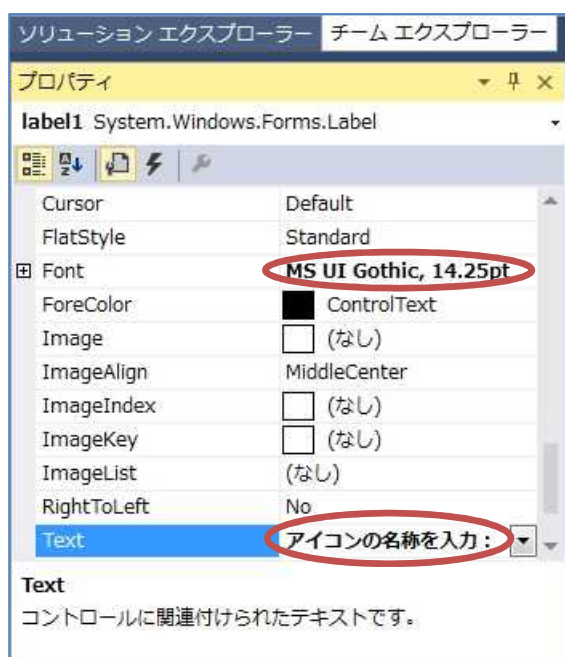 ソリューション エクスプローラー チーム エクスプローラー
プロパティ
label1 System.Windows.Forms.Label
Cursor Default
FlatStyle Standard
Font MS UI Gothic, 14.25pt
ForeColor ControlText
Image (なし)
ImageAlign MiddleCenter
ImageIndex (なし)
ImageKey (なし)
ImageList (なし)
RightToLeft No
Text アイコンの名称を入力：
Text
コントロールに関連付けられたテキストです。